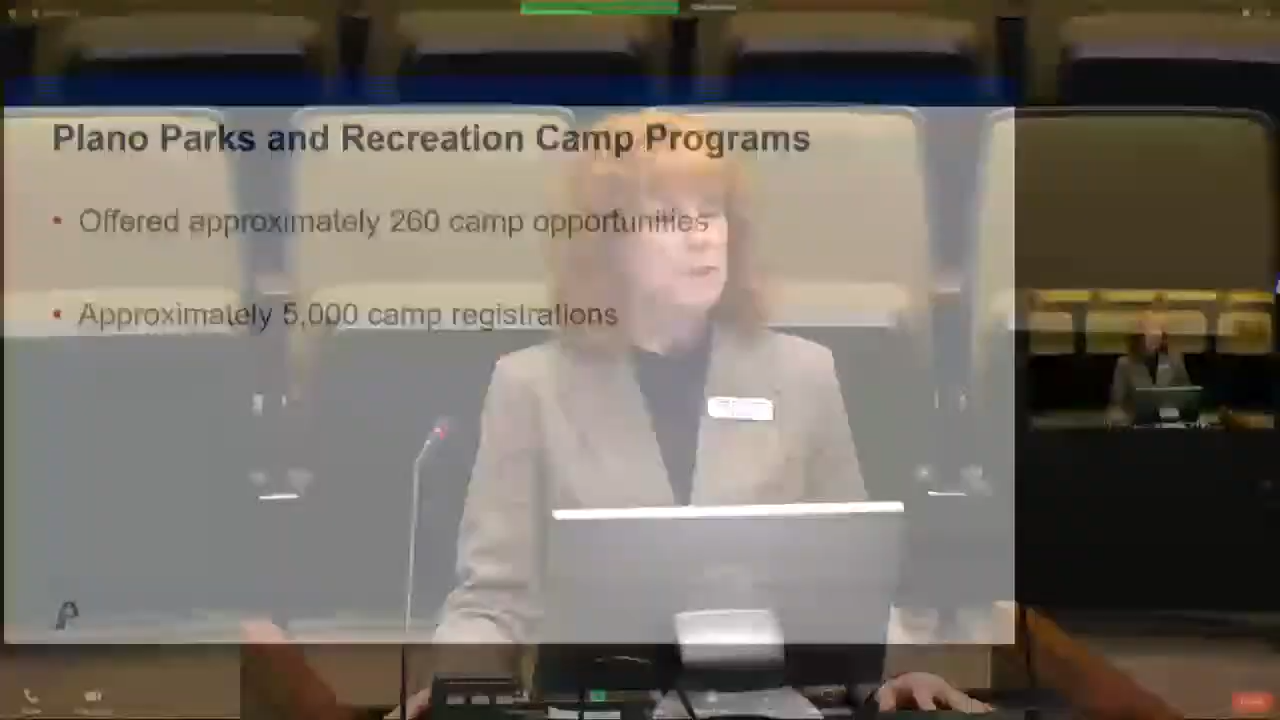 Plano Parks and Recreation Camp Programs
• Offered approximately 260 camp opportunities
• Approximately 5,000 camp registrations